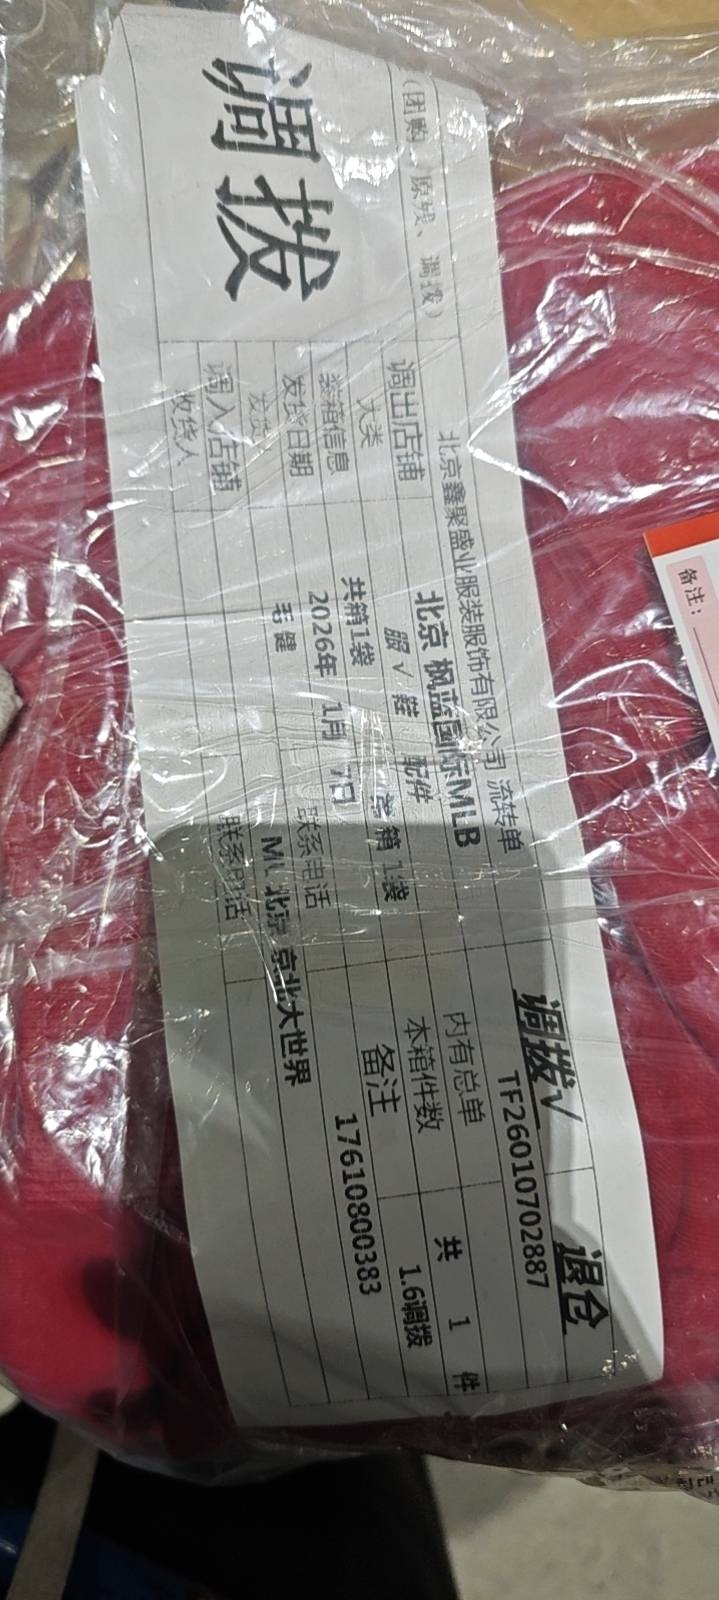 北京鑫聚盛业服装服饰有限公司 流转单
(团购、原残、调拨) 调拨√ 退仓
调拨
TF26010702887
调出店铺 北京 枫蓝国际MLB 内有总单
大类 服√ 鞋 配件 本箱件数 共 1 件
装箱信息 共箱1袋 箱 1袋 备注 1.6调拨
发货日期 2026年 1月 7日
毛健 联系电话 17610800383
调入店铺 北京 京北大世界
收货人 联系电话
备注: